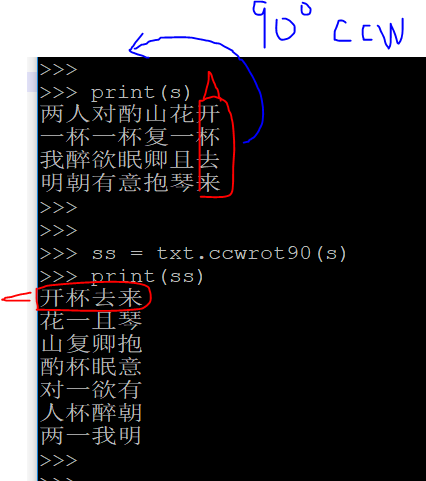 90° CCW
>>>
>>> print(s)
两人对酌山花开
一杯一杯复一杯
我醉欲眠卿且去
明朝有意抱琴来
>>>
>>>
>>> ss = txt.ccwrot90(s)
>>> print(ss)
开杯去来
花一且琴
山复卿抱
酌杯眠意
对一欲有
人杯醉朝
两一我明
>>>
>>>